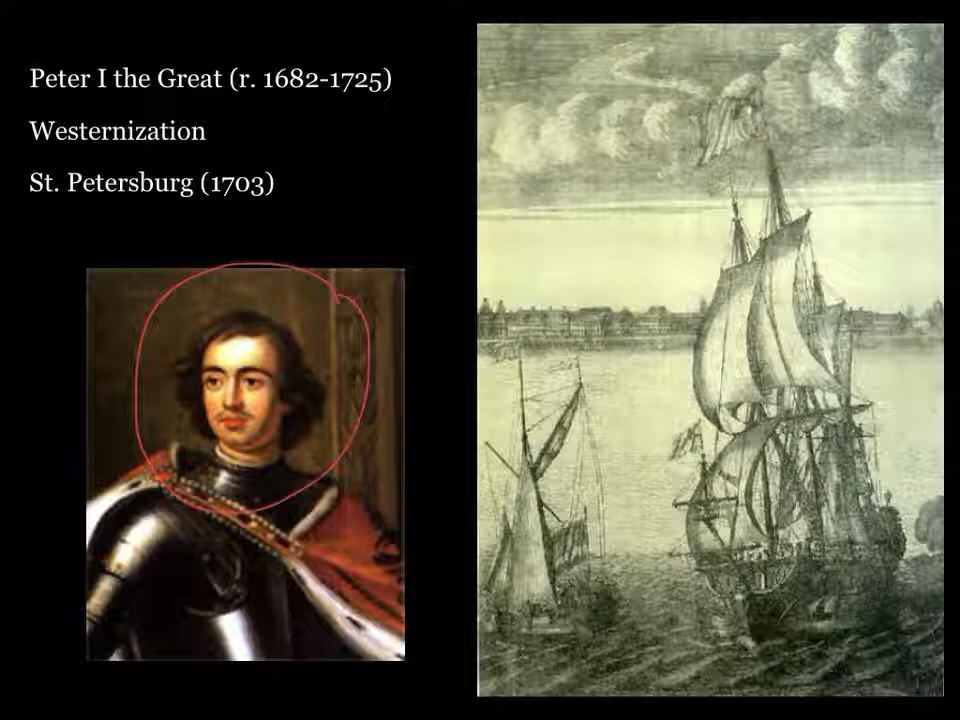 Peter I the Great (r. 1682-1725)
Westernization
St. Petersburg (1703)